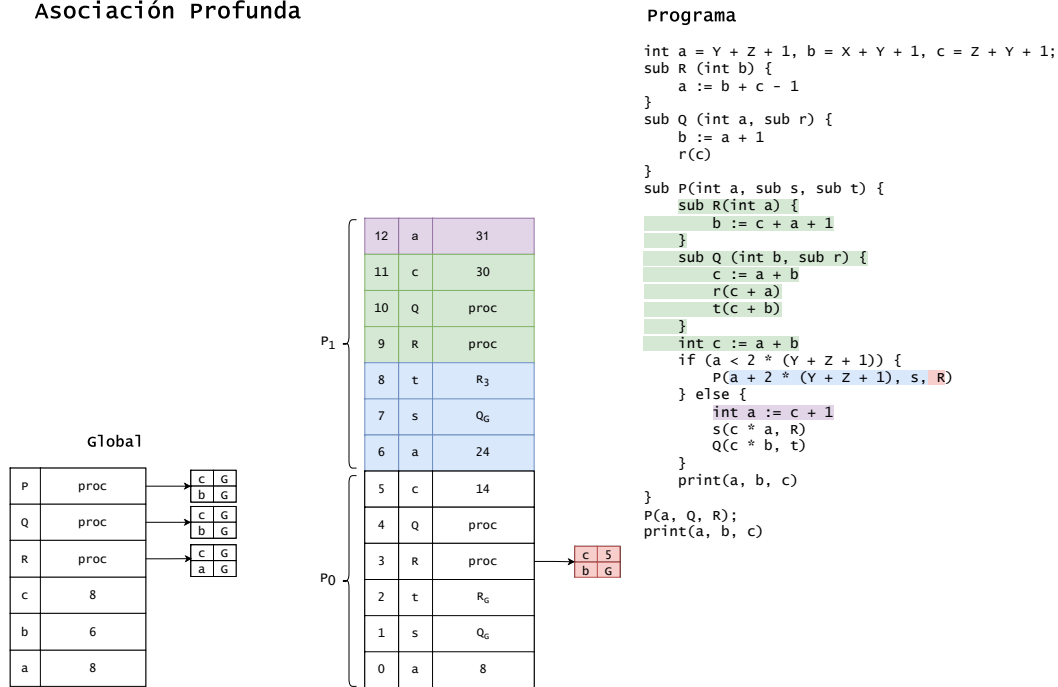 Asociación Profunda
Programa
int a = Y + Z + 1, b = X + Y + 1, c = Z + Y + 1;
sub R (int b) {
a := b + c - 1
}
sub Q (int a, sub r) {
b := a + 1
r(c)
}
sub P(int a, sub s, sub t) {
sub R(int a) {
b := c + a + 1
}
sub Q (int b, sub r) {
c := a + b
r(c + a)
t(c + b)
}
int c := a + b
if (a < 2 * (Y + Z + 1)) {
P(a + 2 * (Y + Z + 1), s, R)
} else {
int a := c + 1
s(c * a, R)
Q(c * b, t)
}
print(a, b, c)
}
P(a, Q, R);
print(a, b, c)
Global
P proc
c G
b G
Q proc
c G
b G
R proc
c G
a G
c 8
b 6
a 8
P1
12 a 31
11 c 30
10 Q proc
9 R proc
8 t R3
7 s QG
6 a 24
P0
5 c 14
4 Q proc
3 R proc
c 5
b G
2 t RG
1 s QG
0 a 8